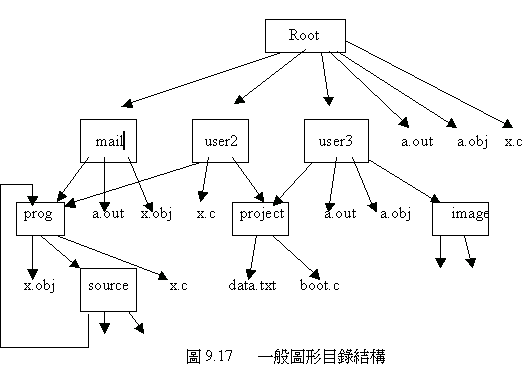 Root
mail user2 user3 a.out a.obj x.c
prog a.out x.obj x.c project a.out a.obj image
x.obj source x.c data.txt boot.c
圖 9.17 一般圖形目錄結構